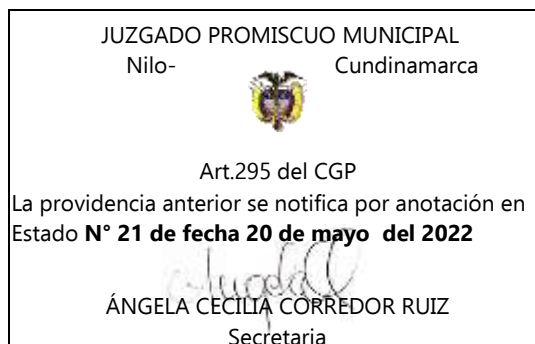 JUZGADO PROMISCUO MUNICIPAL
Nilo- Cundinamarca
Art.295 del CGP
La providencia anterior se notifica por anotación en
Estado N° 21 de fecha 20 de mayo del 2022
ÁNGELA CECILIA CORREDOR RUIZ
Secretaria